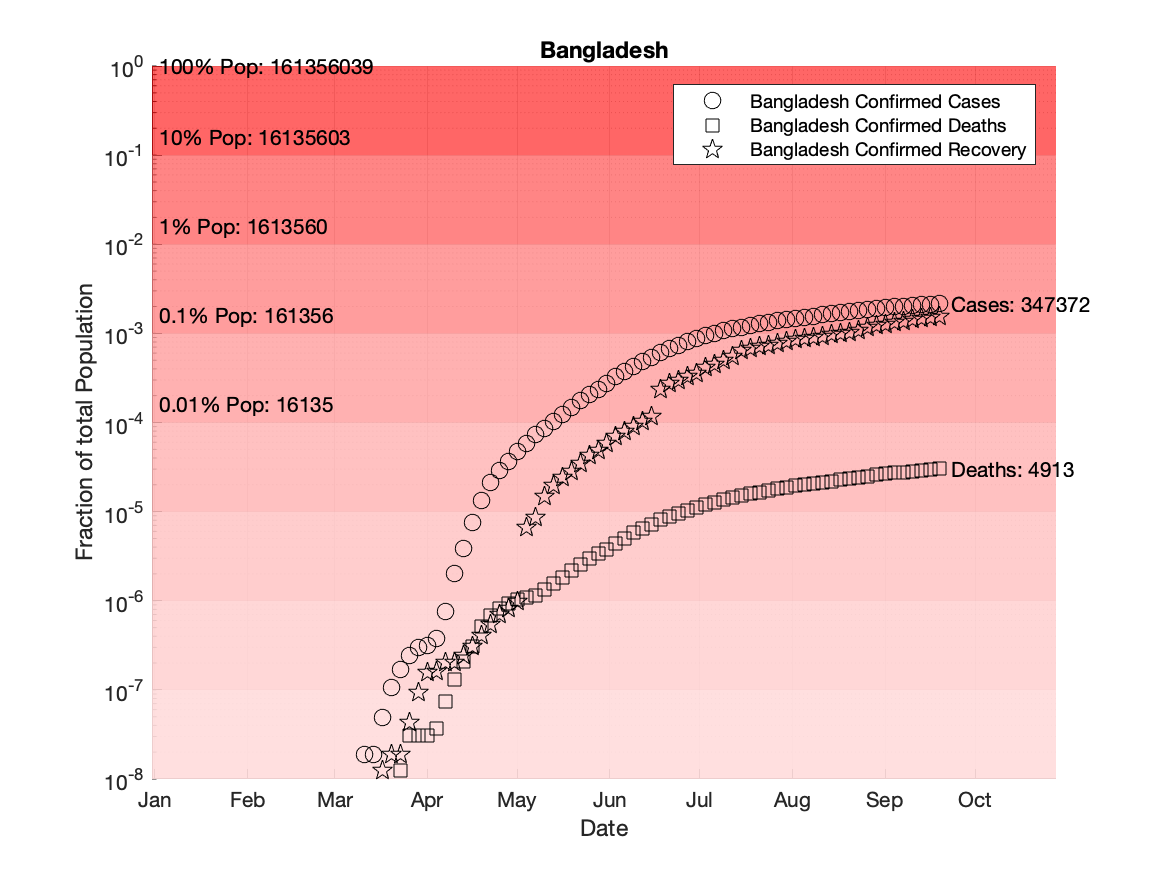 Bangladesh
10^0
100% Pop: 161356039
Bangladesh Confirmed Cases
Bangladesh Confirmed Deaths
Bangladesh Confirmed Recovery
10% Pop: 16135603
10^-1
1% Pop: 1613560
10^-2
Cases: 347372
0.1% Pop: 161356
10^-3
0.01% Pop: 16135
10^-4
Deaths: 4913
10^-5
10^-6
10^-7
10^-8
Fraction of total Population
Jan Feb Mar Apr May Jun Jul Aug Sep Oct
Date